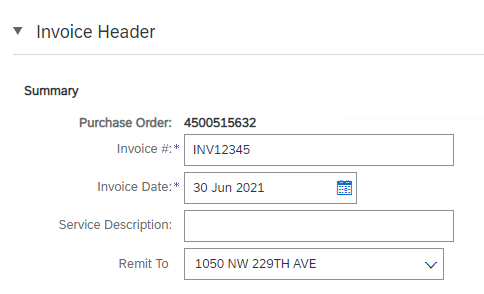 Invoice Header
Summary
Purchase Order: 4500515632
Invoice #:* INV12345
Invoice Date:* 30 Jun 2021
Service Description:
Remit To 1050 NW 229TH AVE